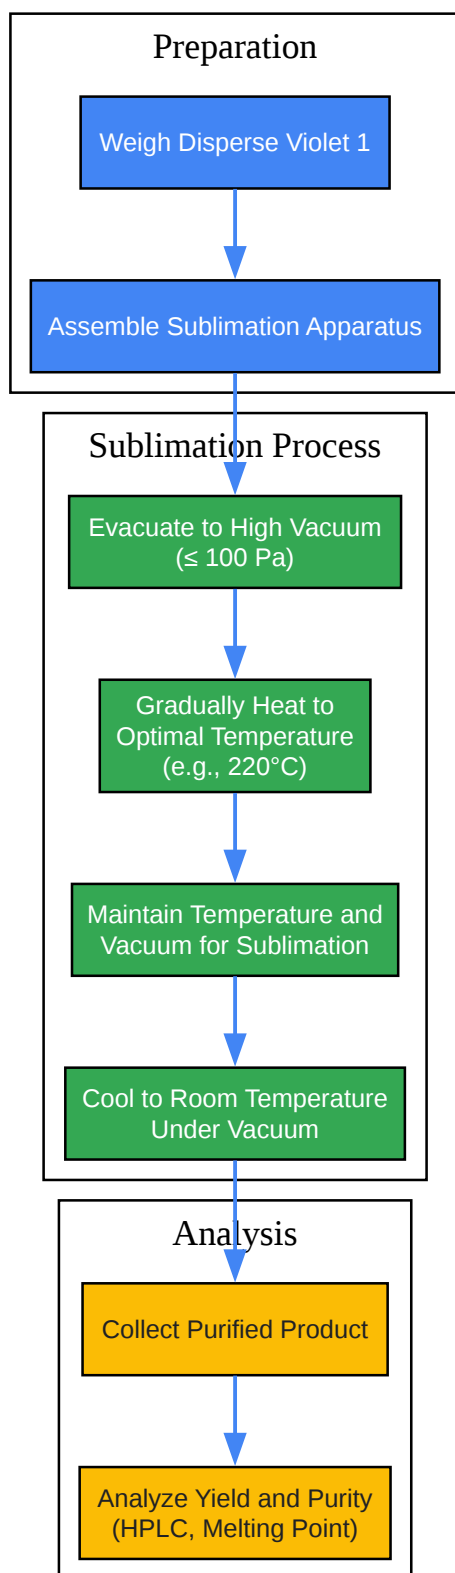 Preparation
Weigh Disperse Violet 1
Assemble Sublimation Apparatus
Sublimation Process
Evacuate to High Vacuum
(≤ 100 Pa)
Gradually Heat to
Optimal Temperature
(e.g., 220°C)
Maintain Temperature and
Vacuum for Sublimation
Cool to Room Temperature
Under Vacuum
Analysis
Collect Purified Product
Analyze Yield and Purity
(HPLC, Melting Point)